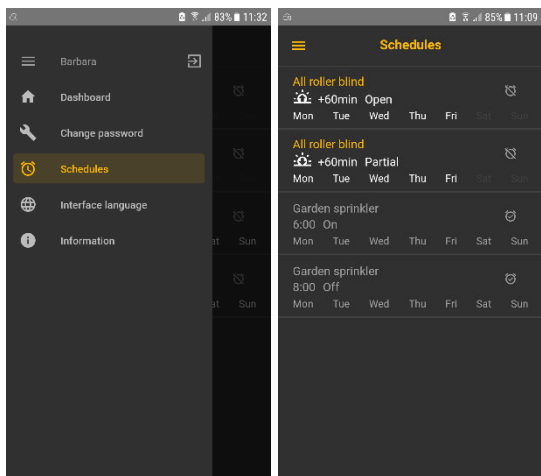 83% 11:32
Barbara
Dashboard
Change password
Schedules
Interface language
Information
at Sun
at Sun
85% 11:09
Schedules
All roller blind
+60min Open
Mon Tue Wed Thu Fri Sat Sun
All roller blind
+60min Partial
Mon Tue Wed Thu Fri Sat Sun
Garden sprinkler
6:00 On
Mon Tue Wed Thu Fri Sat Sun
Garden sprinkler
8:00 Off
Mon Tue Wed Thu Fri Sat Sun